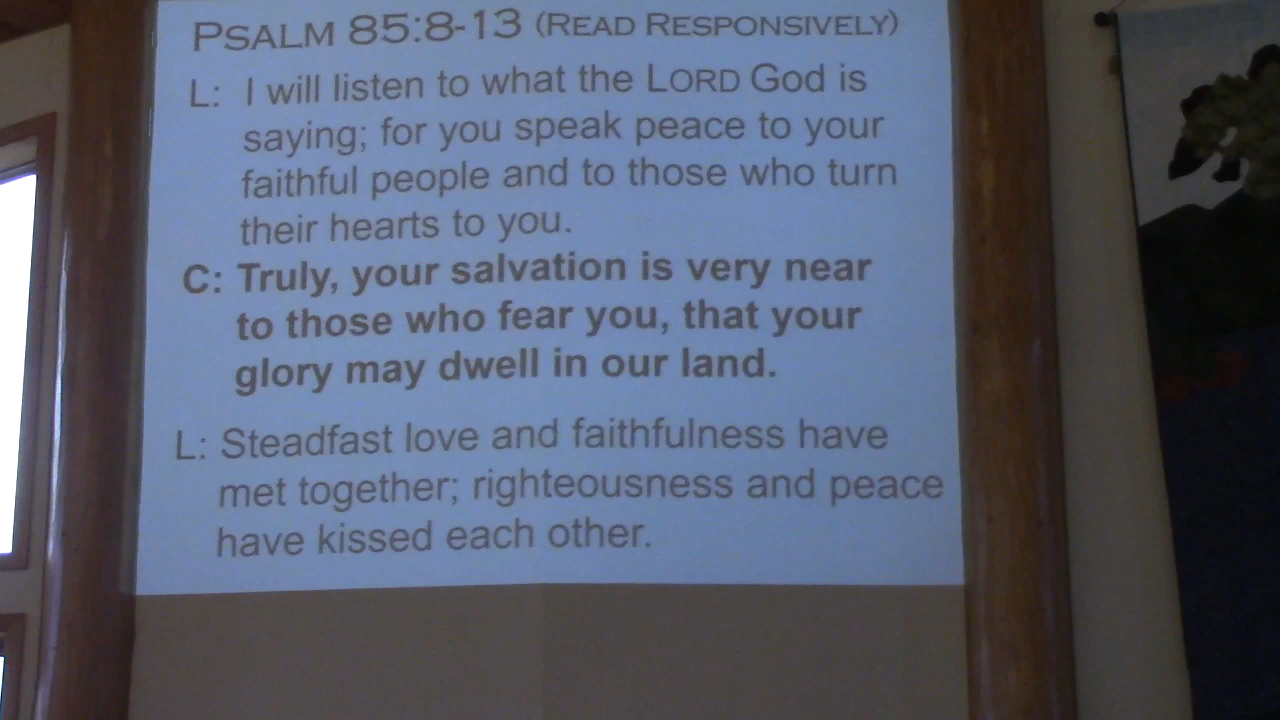 PSALM 85:8-13 (READ RESPONSIVELY)
L: I will listen to what the LORD God is
saying; for you speak peace to your
faithful people and to those who turn
their hearts to you.
C: Truly, your salvation is very near
to those who fear you, that your
glory may dwell in our land.
L: Steadfast love and faithfulness have
met together; righteousness and peace
have kissed each other.